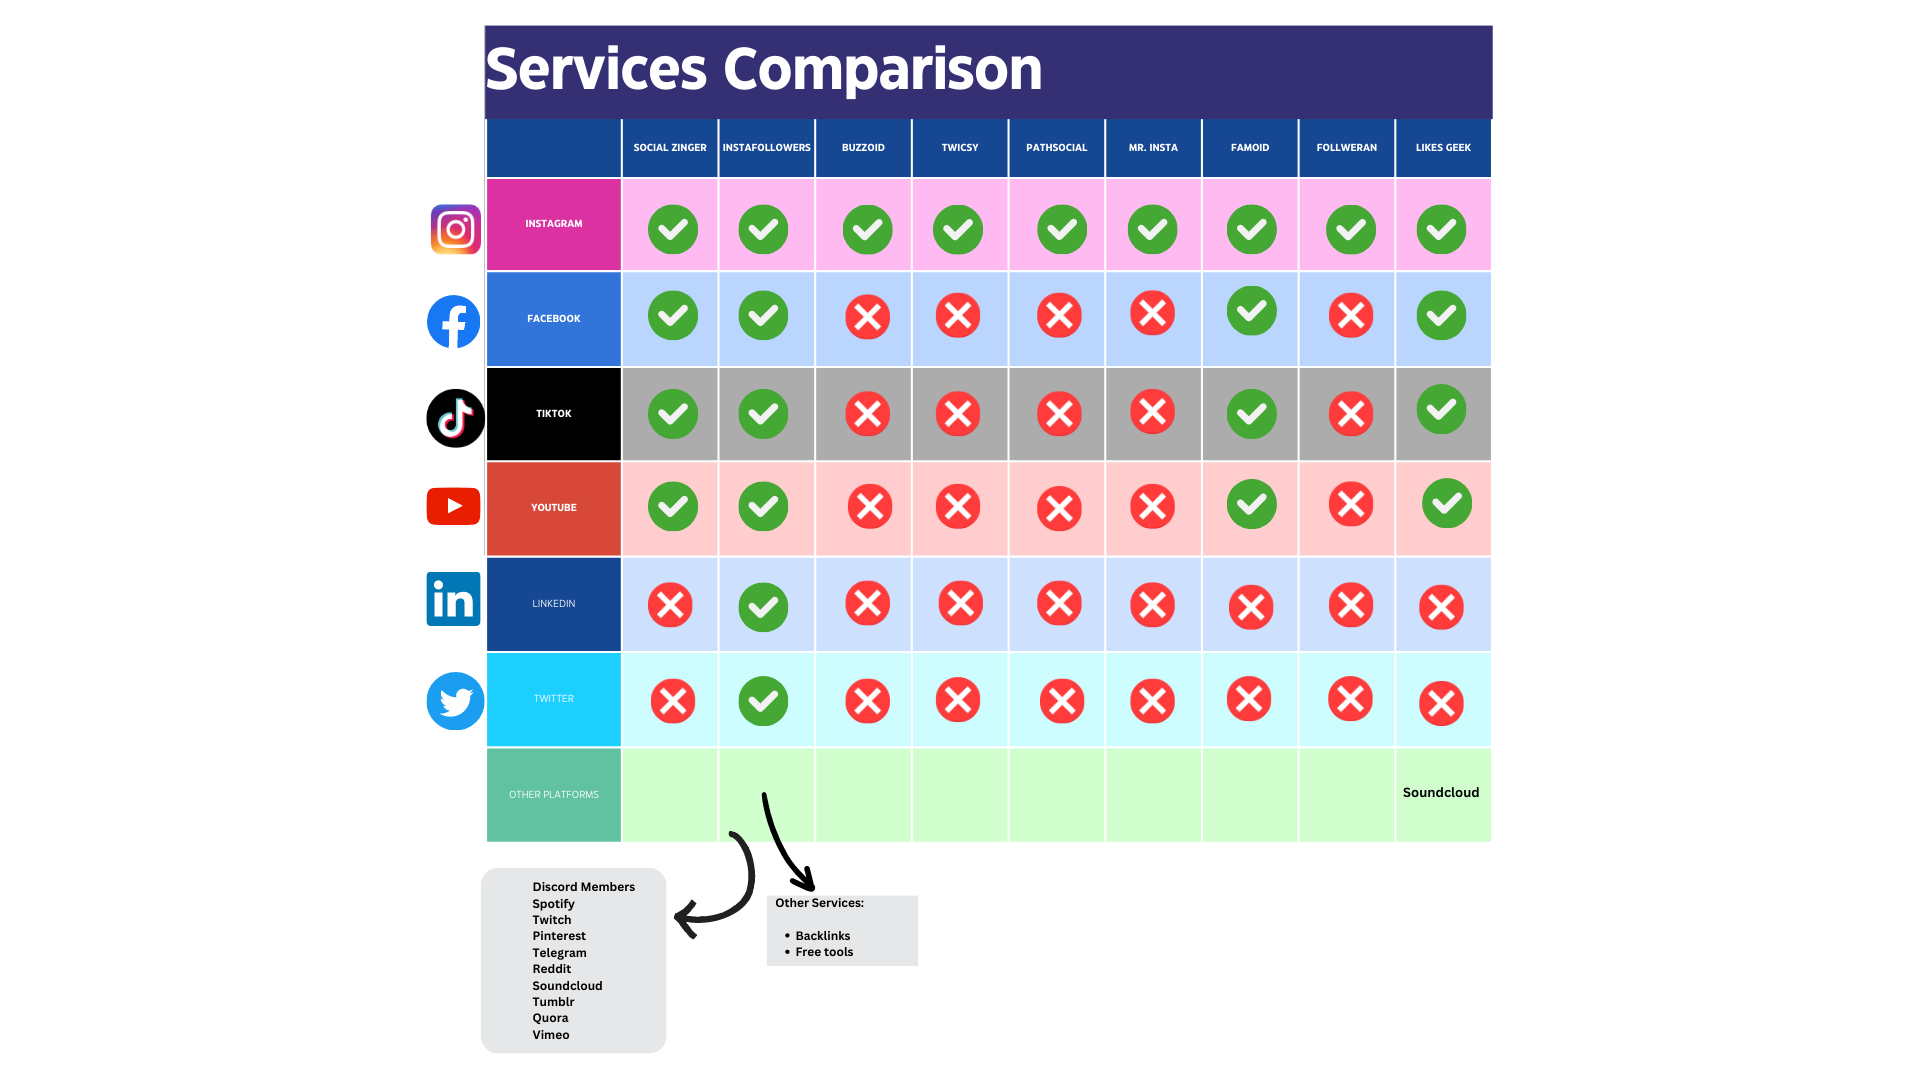 Services Comparison
SOCIAL ZINGER INSTAFOLLOWERS BUZZOID TWICSY PATHSOCIAL MR. INSTA FAMOID FOLLWERAN LIKES GEEK
INSTAGRAM
FACEBOOK
TIKTOK
YOUTUBE
in
LINKEDIN
TWITTER
OTHER PLATFORMS
Soundcloud
Discord Members
Spotify
Twitch
Pinterest
Telegram
Reddit
Soundcloud
Tumblr
Quora
Vimeo
Other Services:
• Backlinks
• Free tools